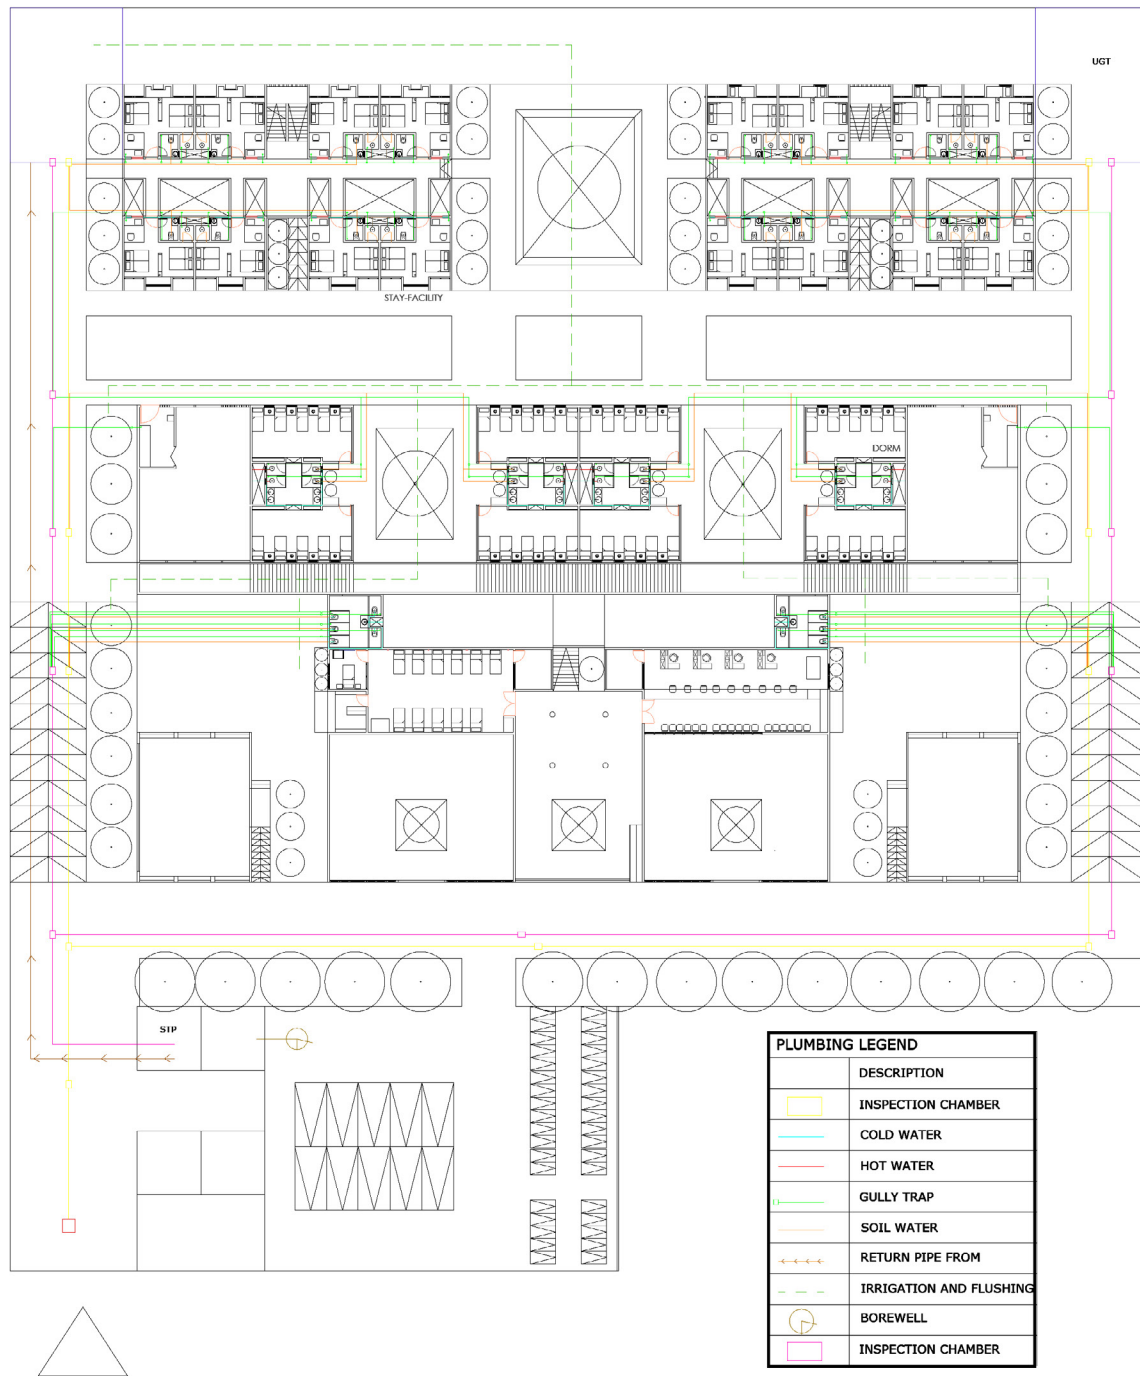 UGT
STAY-FACILITY
DORM
STP
PLUMBING LEGEND
DESCRIPTION
INSPECTION CHAMBER
COLD WATER
HOT WATER
GULLY TRAP
SOIL WATER
RETURN PIPE FROM
IRRIGATION AND FLUSHING
BOREWELL
INSPECTION CHAMBER